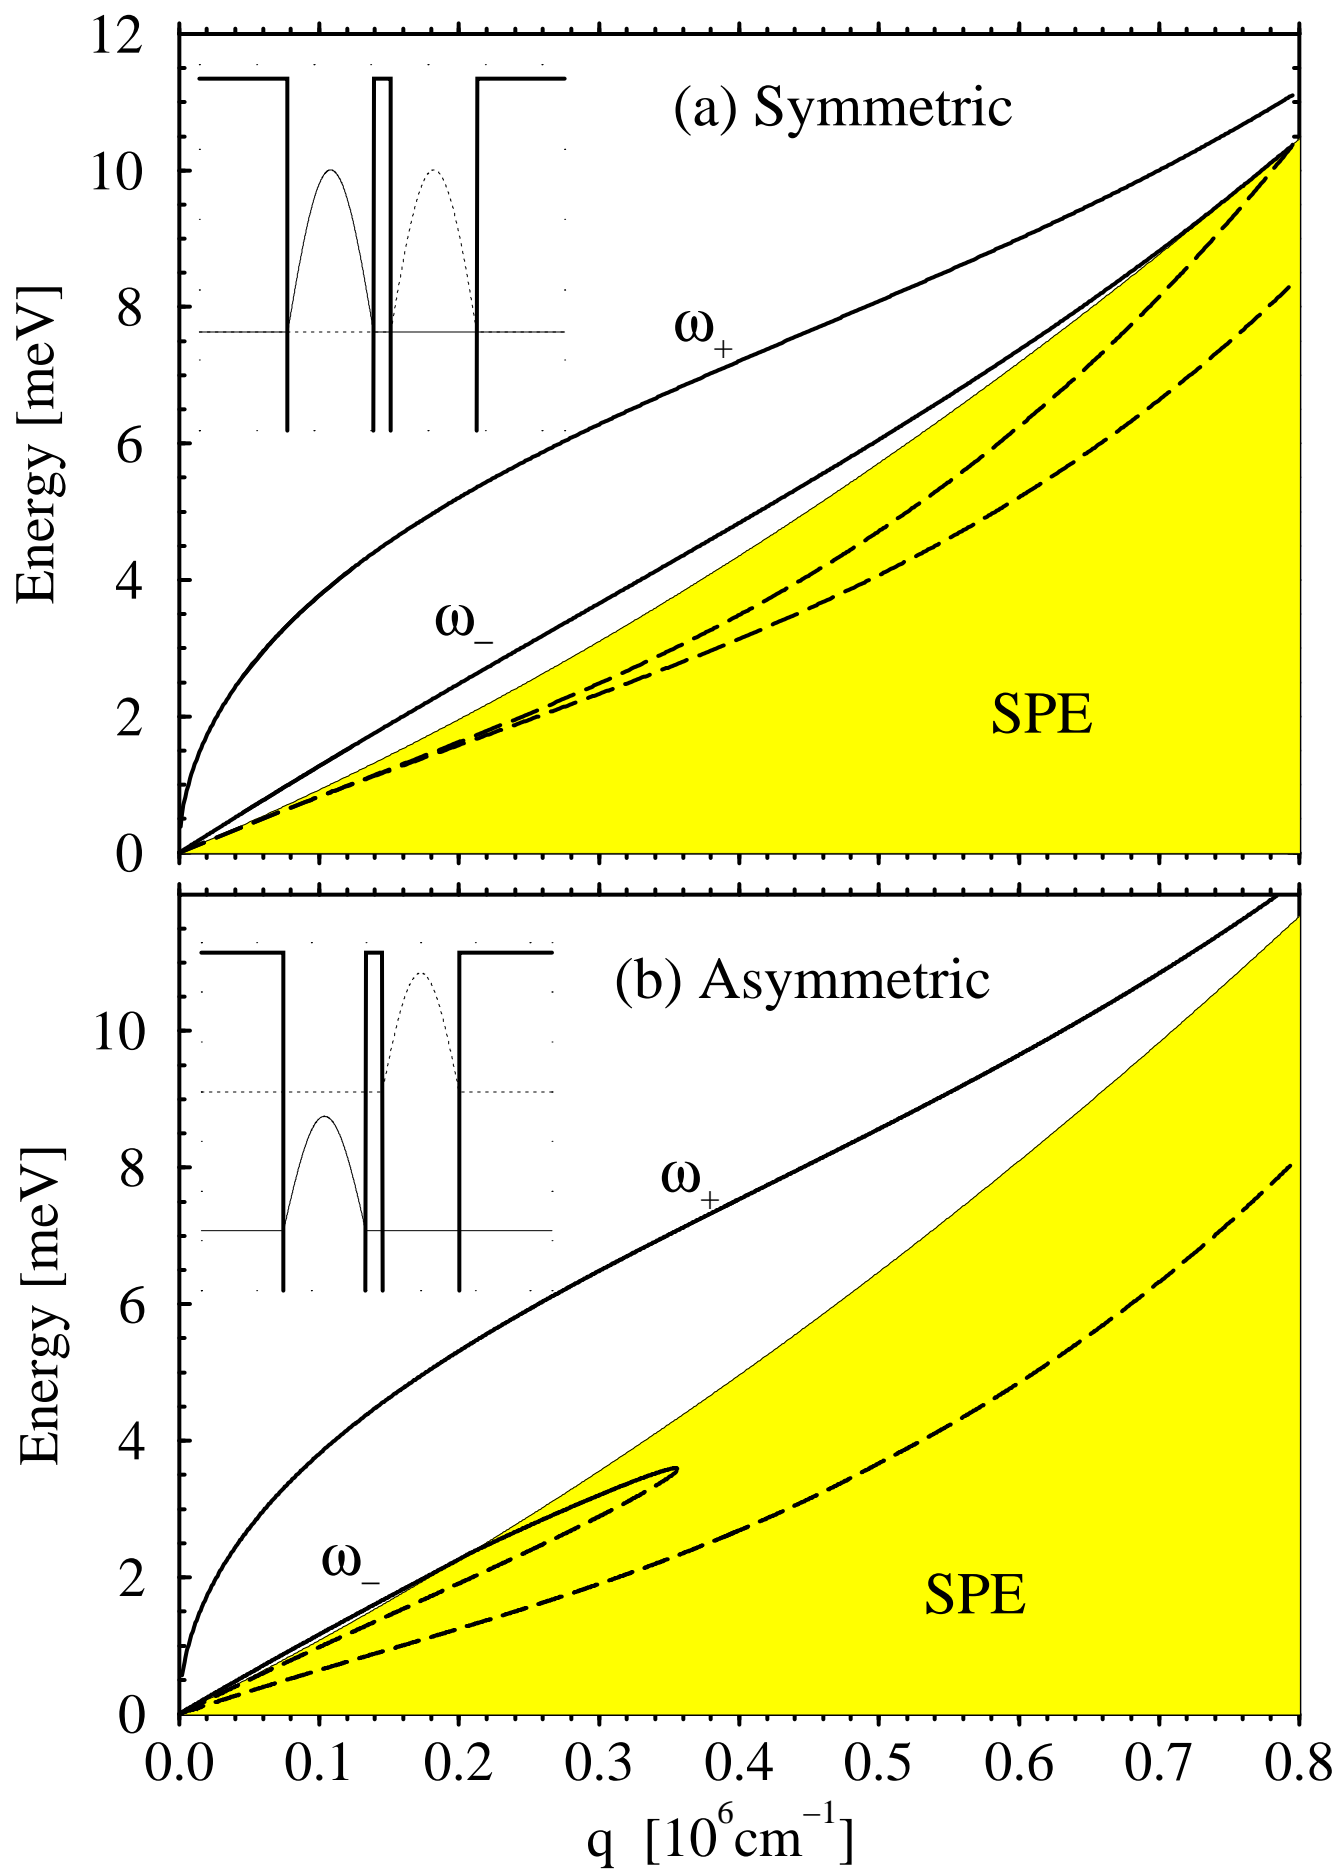 12
10
8
6
4
2
0
Energy [meV]
(a) Symmetric
ω₊
ω₋
SPE
10
8
6
4
2
0
Energy [meV]
(b) Asymmetric
ω₊
ω₋
SPE
0.0 0.1 0.2 0.3 0.4 0.5 0.6 0.7 0.8
q [10⁶cm⁻¹]